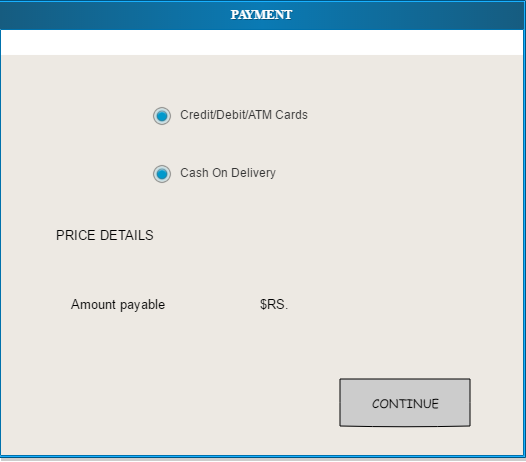 PAYMENT
Credit/Debit/ATM Cards
Cash On Delivery
PRICE DETAILS
Amount payable $RS.
CONTINUE